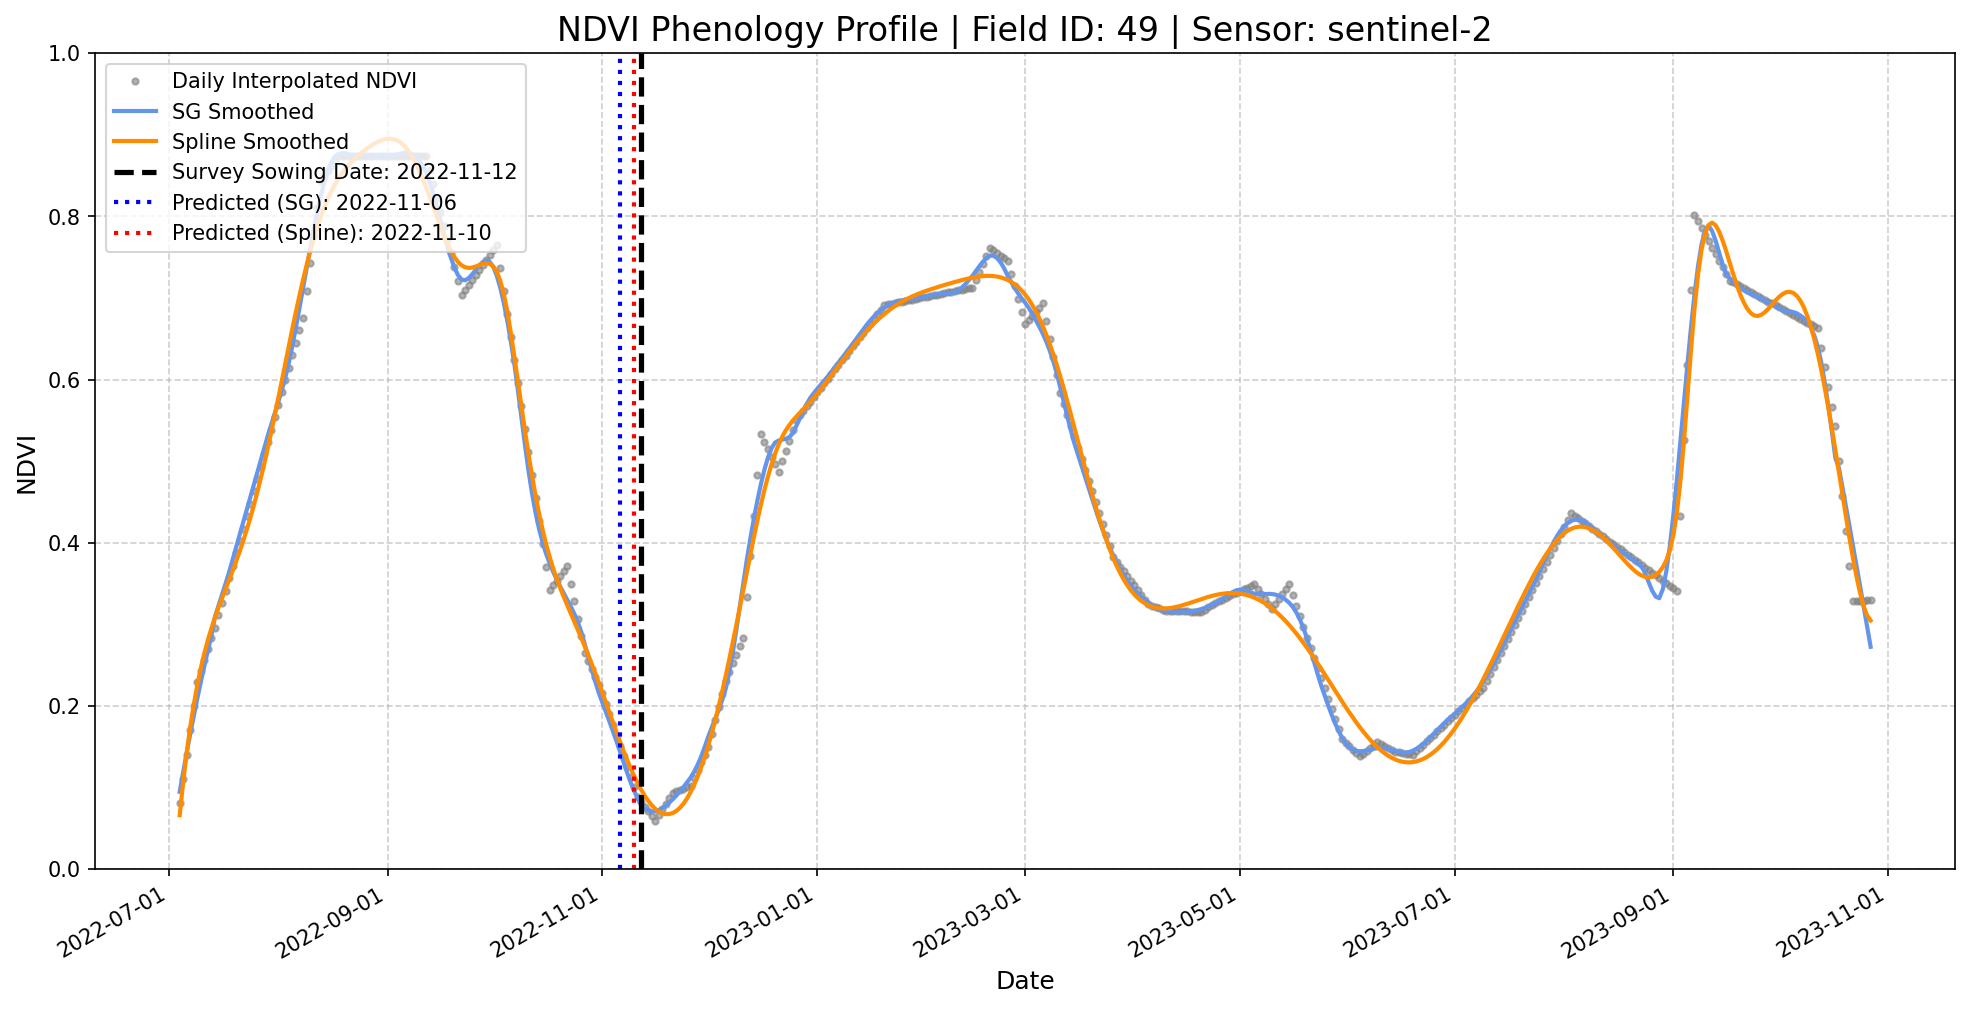 NDVI Phenology Profile | Field ID: 49 | Sensor: sentinel-2
1.0
0.8
0.6
0.4
0.2
0.0
NDVI
Daily Interpolated NDVI
SG Smoothed
Spline Smoothed
Survey Sowing Date: 2022-11-12
Predicted (SG): 2022-11-06
Predicted (Spline): 2022-11-10
2022-07-01
2022-09-01
2022-11-01
2023-01-01
2023-03-01
2023-05-01
2023-07-01
2023-09-01
2023-11-01
Date